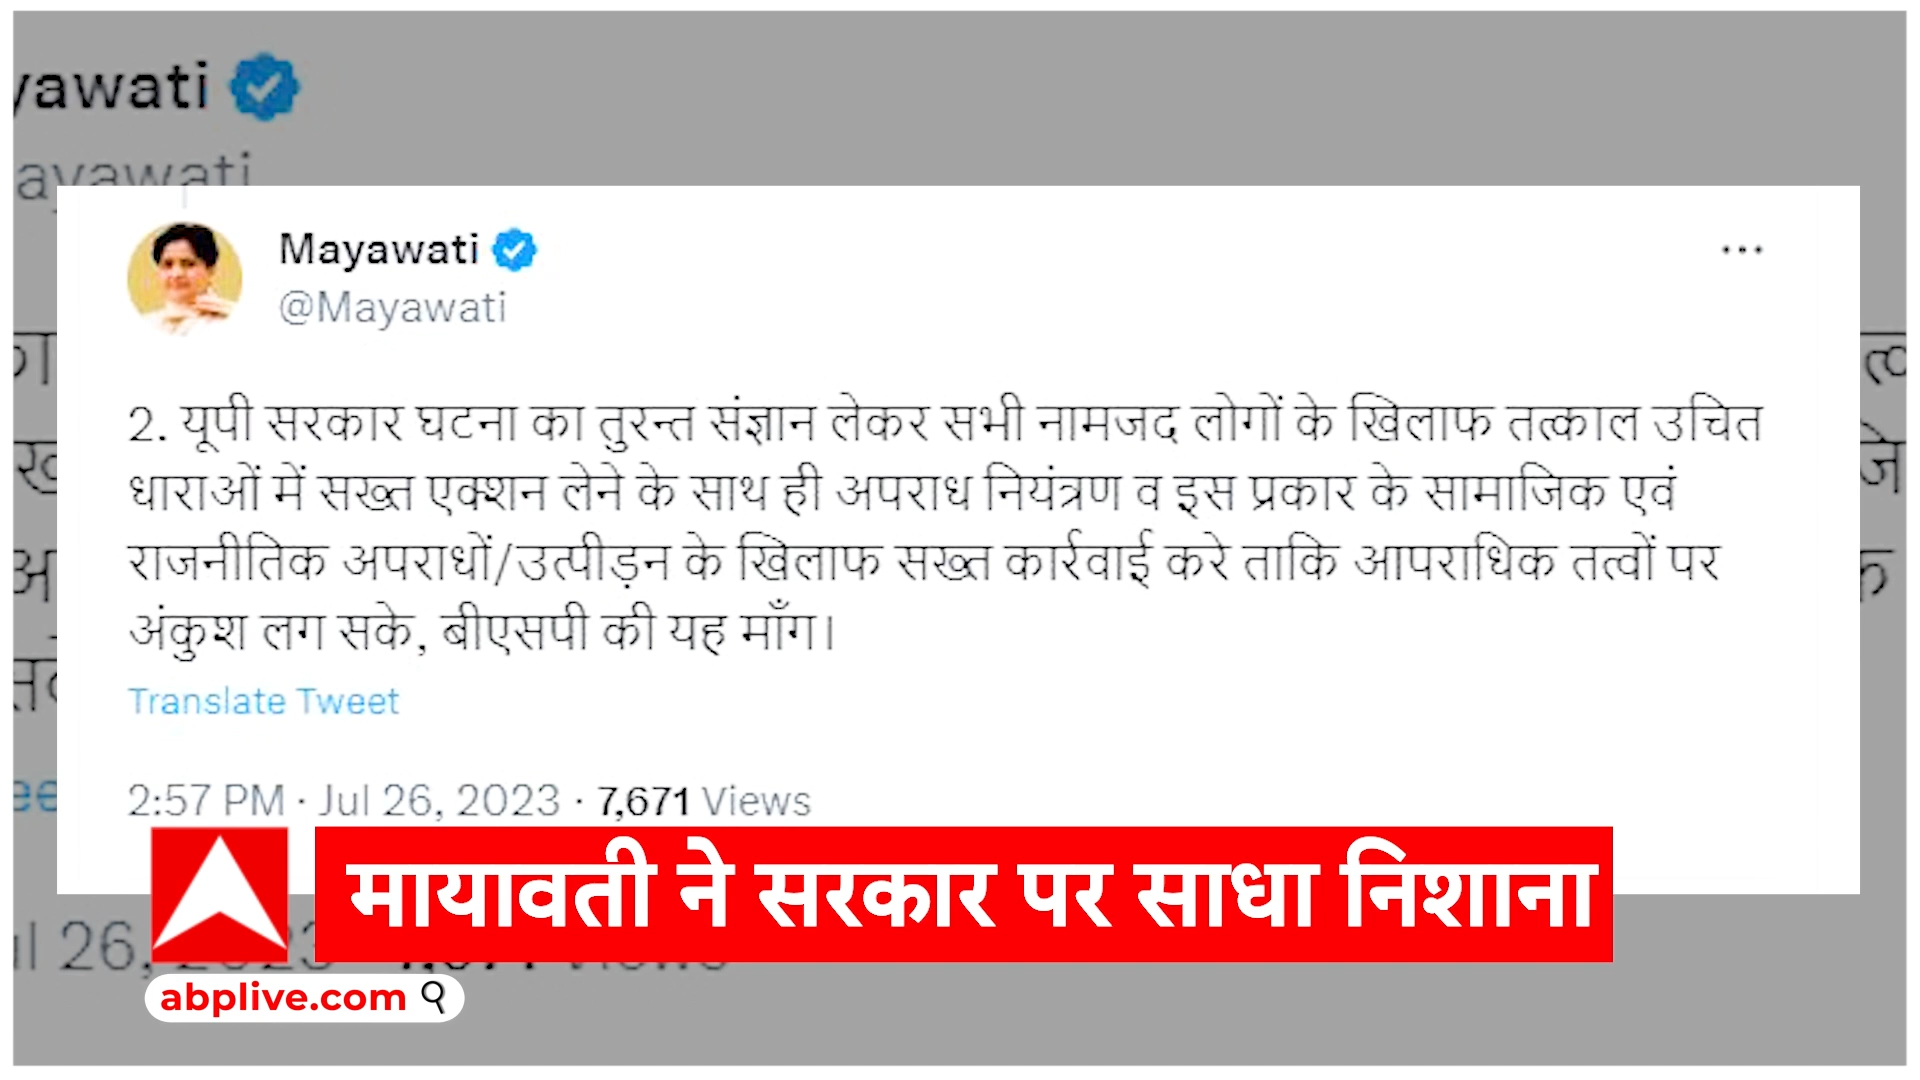 yawati
ayawati
Mayawati
@Mayawati
2. यूपी सरकार घटना का तुरन्त संज्ञान लेकर सभी नामजद लोगों के खिलाफ तत्काल उचित
धाराओं में सख्त एक्शन लेने के साथ ही अपराध नियंत्रण व इस प्रकार के सामाजिक एवं
राजनीतिक अपराधों/उत्पीड़न के खिलाफ सख्त कार्रवाई करे ताकि आपराधिक तत्वों पर
अंकुश लग सके, बीएसपी की यह माँग।
Translate Tweet
2:57 PM · Jul 26, 2023 · 7,671 Views
मायावती ने सरकार पर साधा निशाना
abplive.com